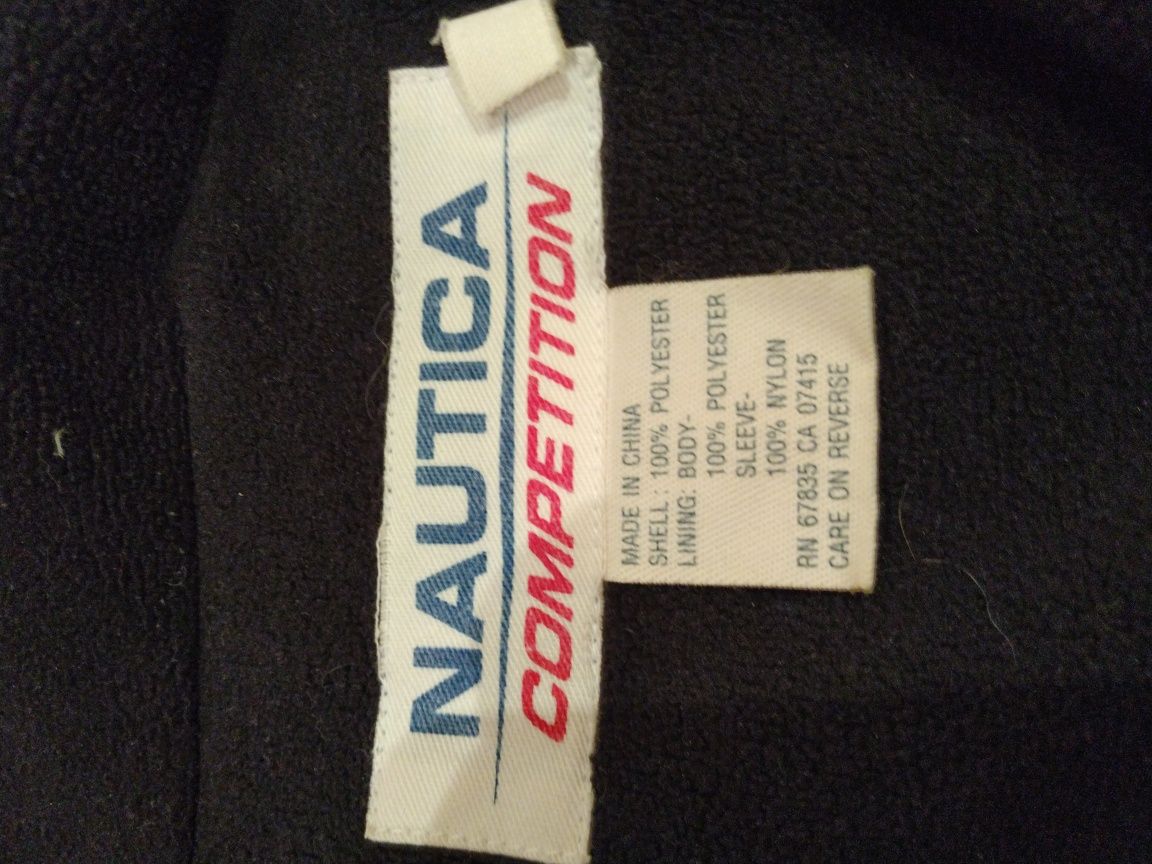 NAUTICA
COMPETITION
MADE IN CHINA
SHELL: 100% POLYESTER
LINING: BODY-
100% POLYESTER
SLEEVE-
100% NYLON
RN 67835 CA 07415
CARE ON REVERSE